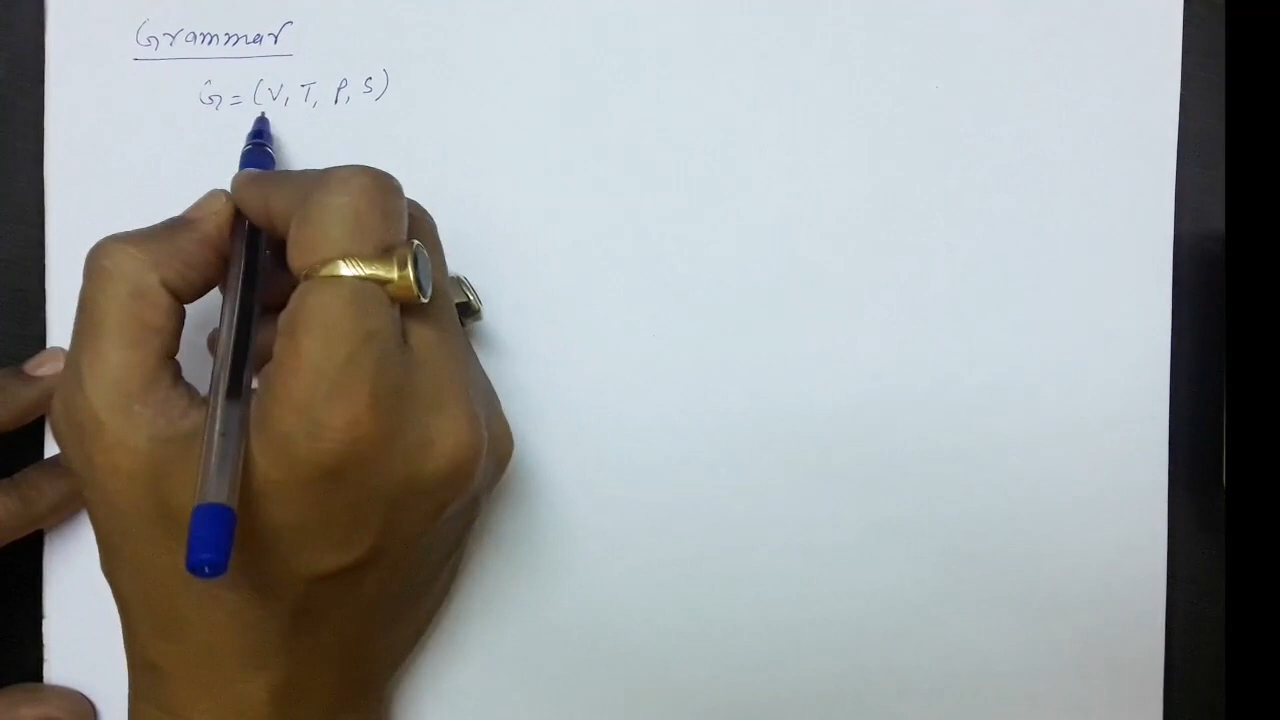 Grammar
G = (V, T, P, S)